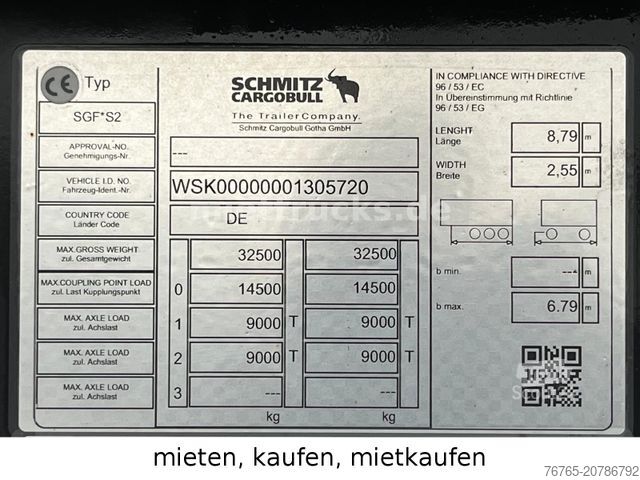 CE Typ
SGF*S2
APPROVAL-NO.
Genehmigungs-Nr.
---
VEHICLE I.D. NO.
Fahrzeug-Ident.-Nr.
WSK00000001305720
COUNTRY CODE
Länder Code
DE
MAX.GROSS WEIGHT
zul. Gesamtgewicht
32500 32500
MAX.COUPLING POINT LOAD
zul. Last Kupplungspunkt
0 14500 14500
MAX. AXLE LOAD
zul. Achslast
1 9000 T 9000 T
MAX. AXLE LOAD
zul. Achslast
2 9000 T 9000 T
MAX. AXLE LOAD
zul. Achslast
3 --- ---
kg kg
SCHMITZ
CARGOBULL
The Trailer Company.
Schmitz Cargobull Gotha GmbH
IN COMPLIANCE WITH DIRECTIVE
96 / 53 / EC
In Übereinstimmung mit Richtlinie
96 / 53 / EG
LENGHT
Länge
8,79 m
WIDTH
Breite
2,55 m
b min.
--- m
b max.
6.79 m
mieten, kaufen, mietkaufen
76765-20786792